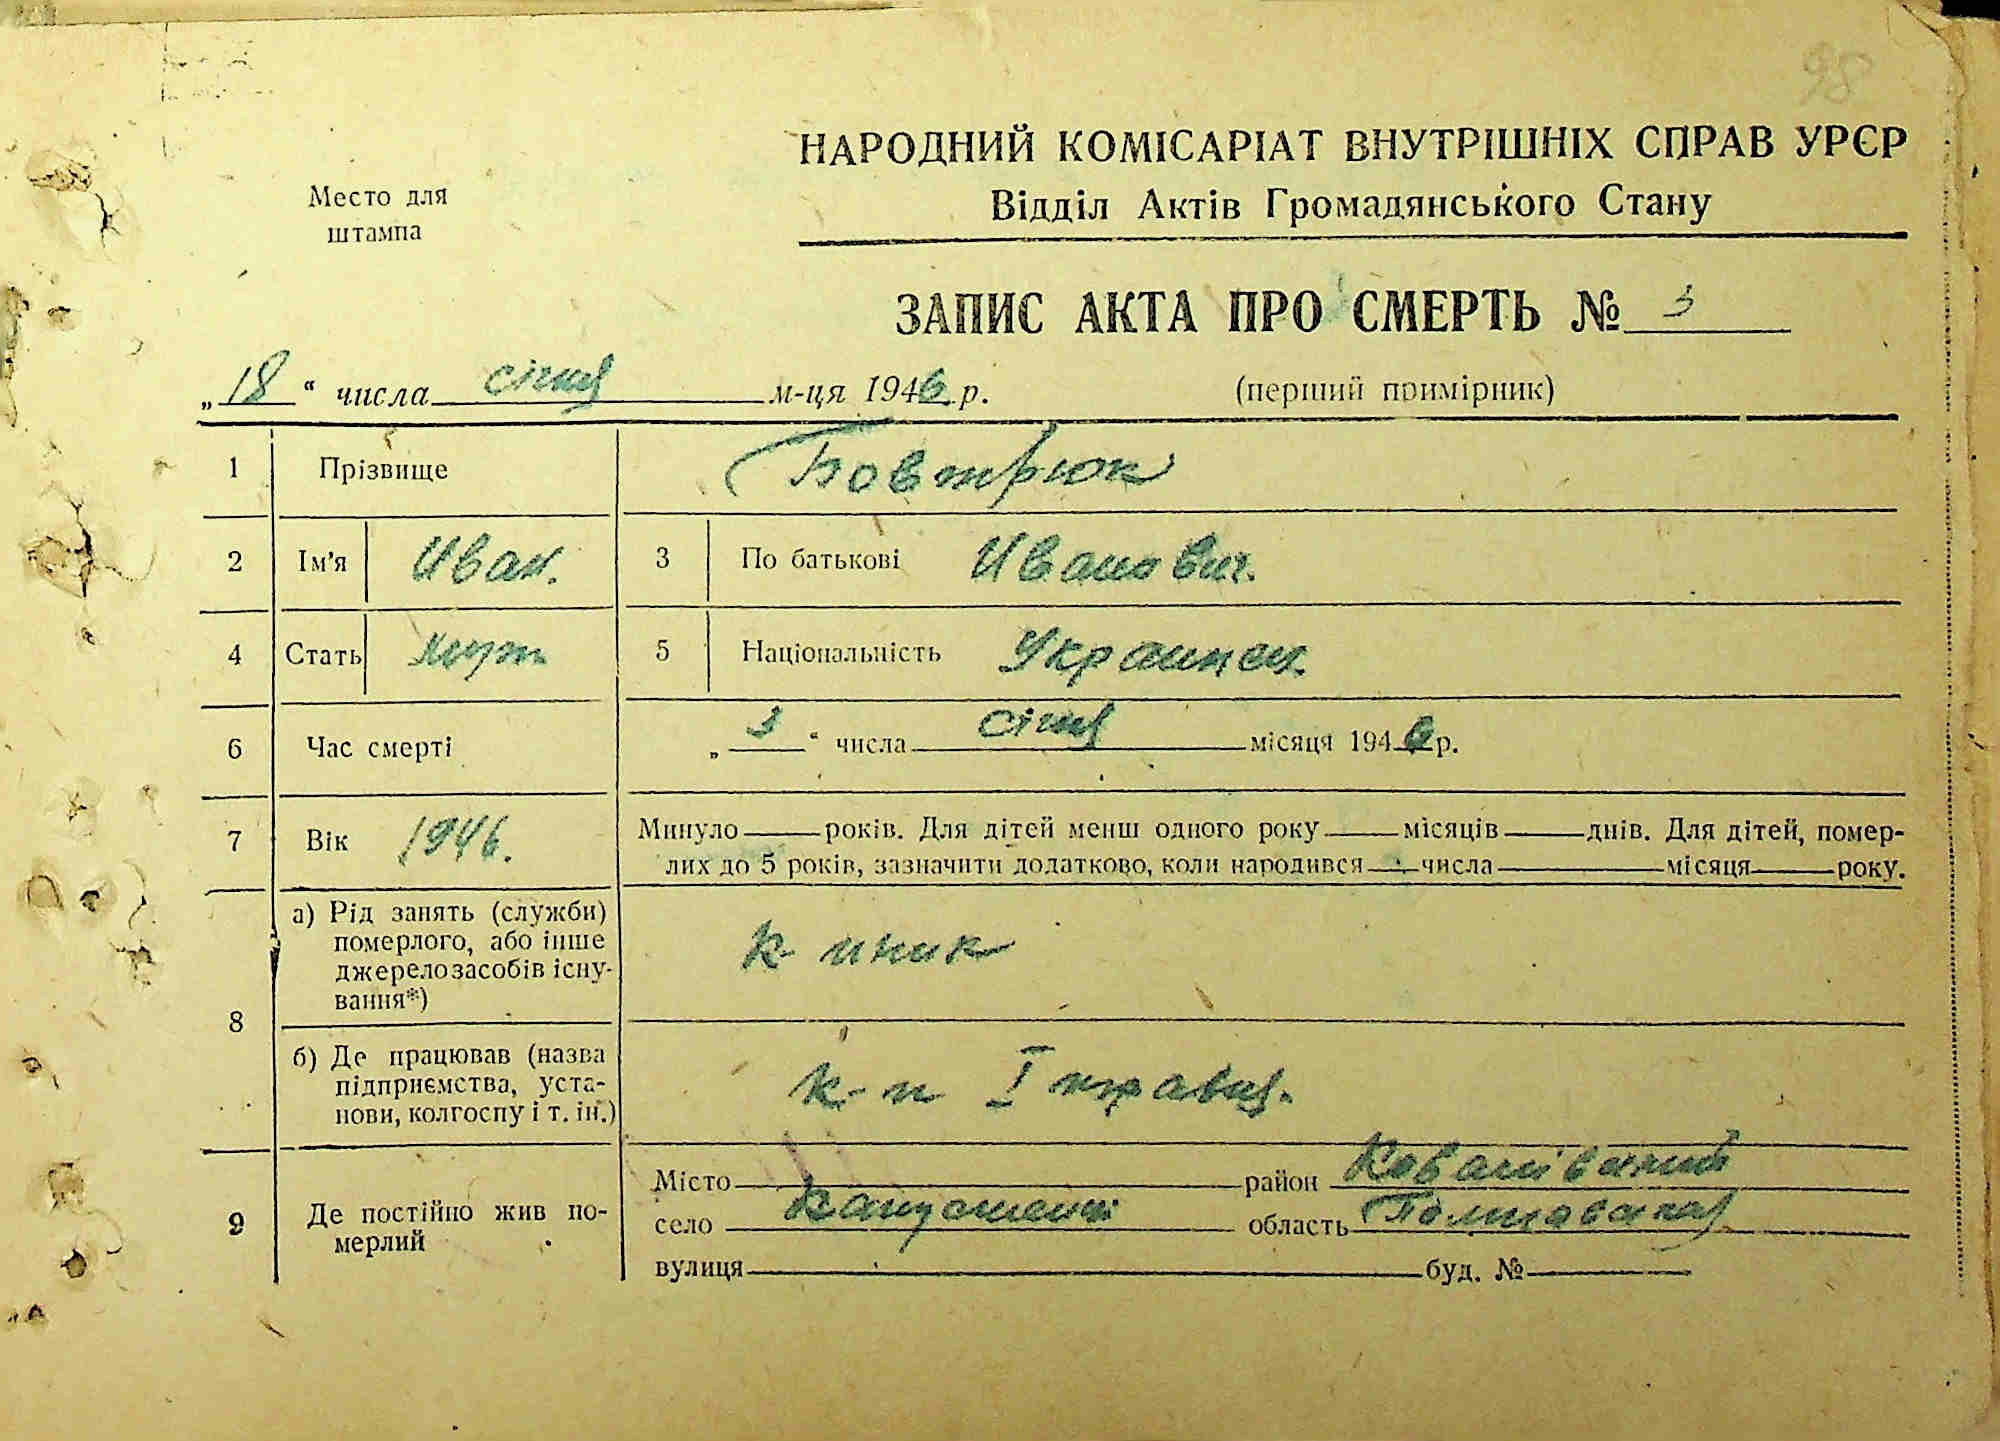 98
НАРОДНИЙ КОМІСАРІАТ ВНУТРІШНІХ СПРАВ УРСР
Відділ Актів Громадянського Стану
Место для
штампа
ЗАПИС АКТА ПРО СМЕРТЬ № 3
„ 18 “ числа січня м-ця 1946 р. (перший примірник)
1 Прізвище Бовтрюк
2 Ім'я Иван. 3 По батькові Иванович.
4 Стать муж 5 Національність Украинец.
6 Час смерті „ 3 “ числа січня місяця 1946 р.
7 Вік 1946. Минуло років. Для дітей менш одного року місяців днів. Для дітей, помер-
лих до 5 років, зазначити додатково, коли народився числа місяця року.
8 а) Рід занять (служби) померлого, або інше джерело засобів існу- вання*) к-ник
б) Де працював (назва підприємства, уста- нови, колгоспу і т. ін.) к-п І травня.
9 Де постійно жив по- мерлий
Місто район
село область Полтавська
вулиця буд. №